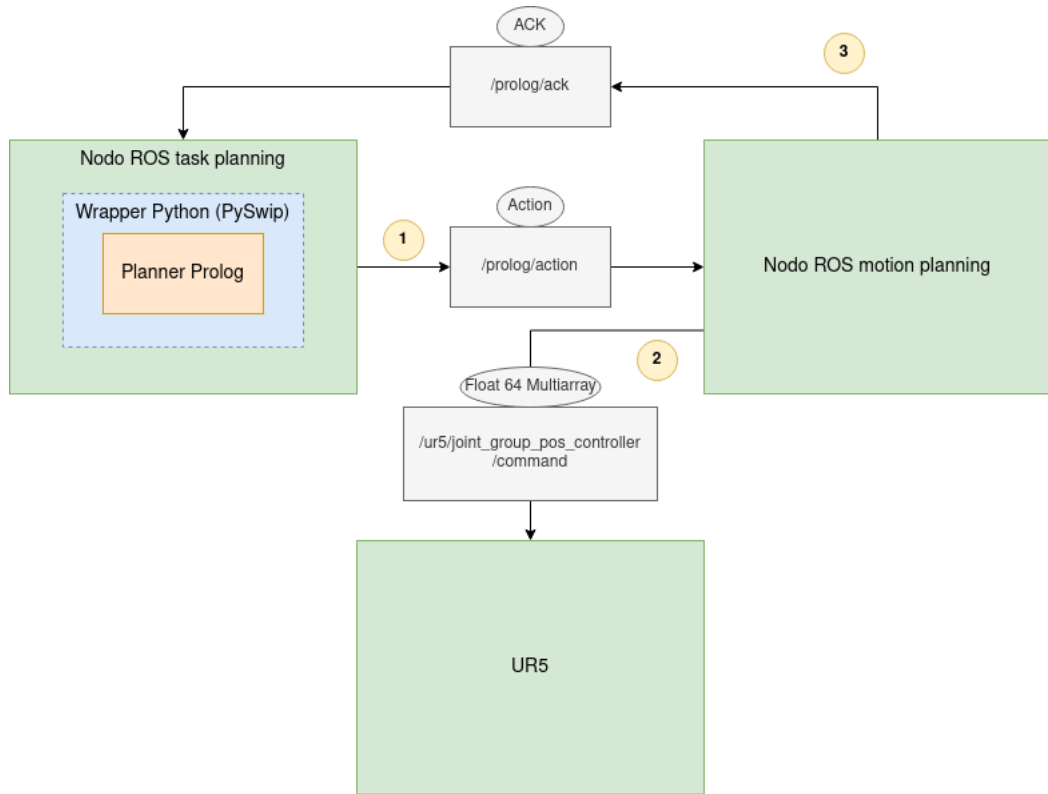 ACK
3
/prolog/ack
Nodo ROS task planning
Wrapper Python (PySwip)
Planner Prolog
1
Action
/prolog/action
Nodo ROS motion planning
2
Float 64 Multiarray
/ur5/joint_group_pos_controller
/command
UR5